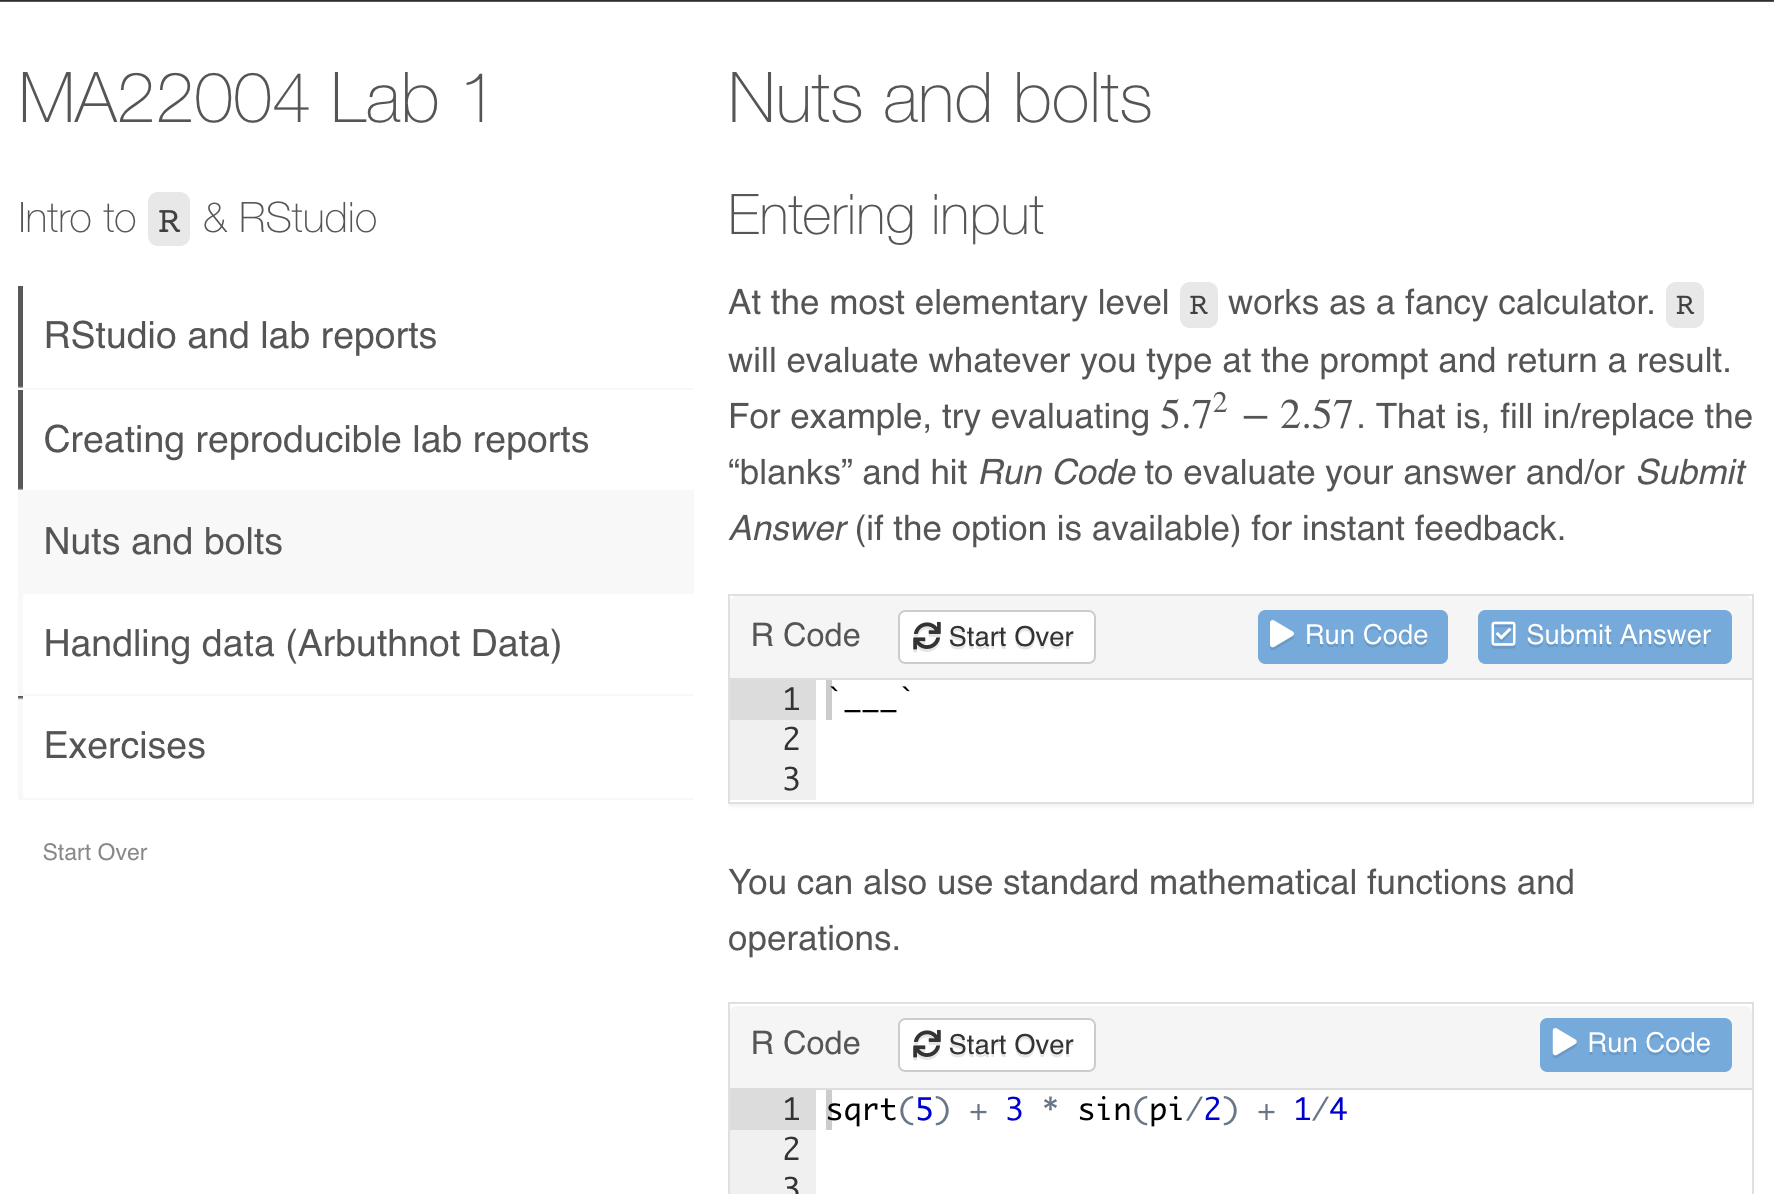 MA22004 Lab 1
Intro to R & RStudio
RStudio and lab reports
Creating reproducible lab reports
Nuts and bolts
Handling data (Arbuthnot Data)
Exercises
Start Over
Nuts and bolts
Entering input
At the most elementary level R works as a fancy calculator. R
will evaluate whatever you type at the prompt and return a result.
For example, try evaluating 5.7² − 2.57. That is, fill in/replace the
“blanks” and hit Run Code to evaluate your answer and/or Submit
Answer (if the option is available) for instant feedback.
R Code Start Over Run Code Submit Answer
1 `___`
2
3
You can also use standard mathematical functions and
operations.
R Code Start Over Run Code
1 sqrt(5) + 3 * sin(pi/2) + 1/4
2
3